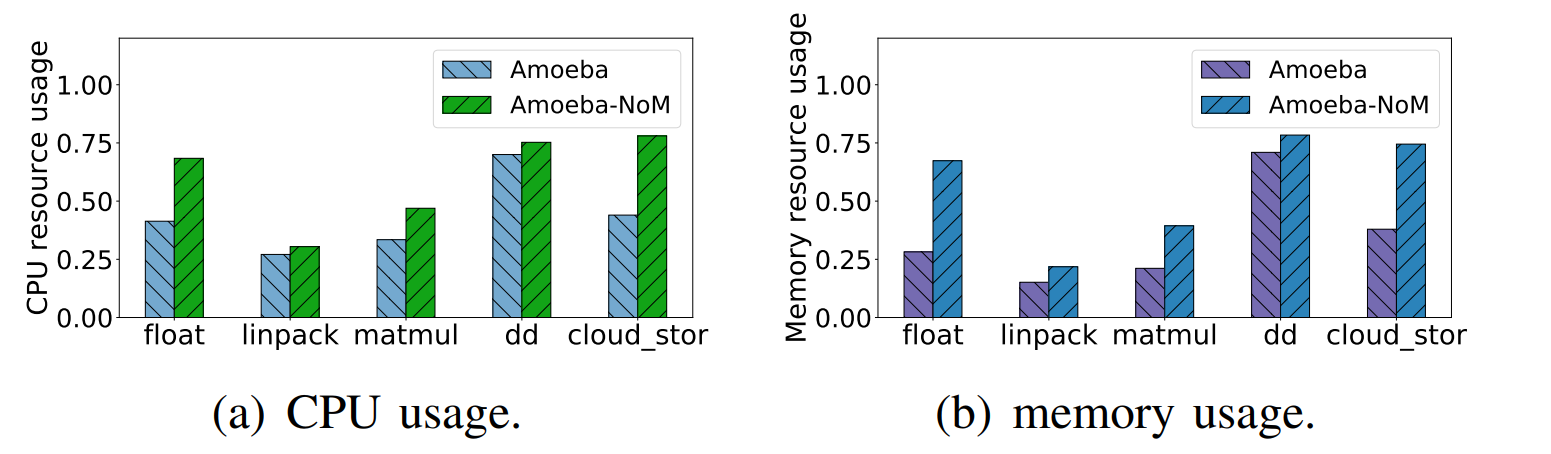 CPU resource usage
1.00
0.75
0.50
0.25
0.00
Amoeba
Amoeba-NoM
float linpack matmul dd cloud_stor
(a) CPU usage.
Memory resource usage
1.00
0.75
0.50
0.25
0.00
Amoeba
Amoeba-NoM
float linpack matmul dd cloud_stor
(b) memory usage.